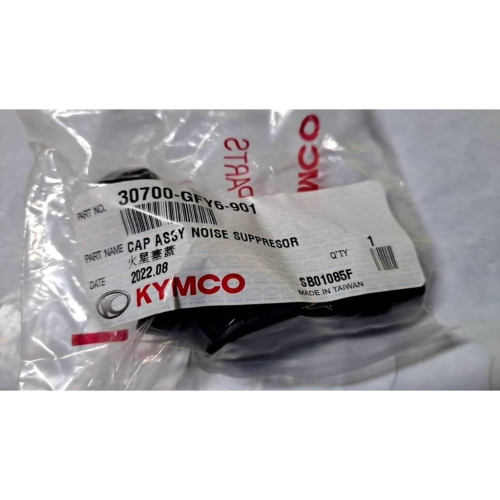 PART NO. 30700-GFY6-901
PART NAME CAP ASSY NOISE SUPPRESOR
火星塞蓋
DATE 2022.08
Q'TY 1
KYMCO
SB01085F
MADE IN TAIWAN
KYMCO